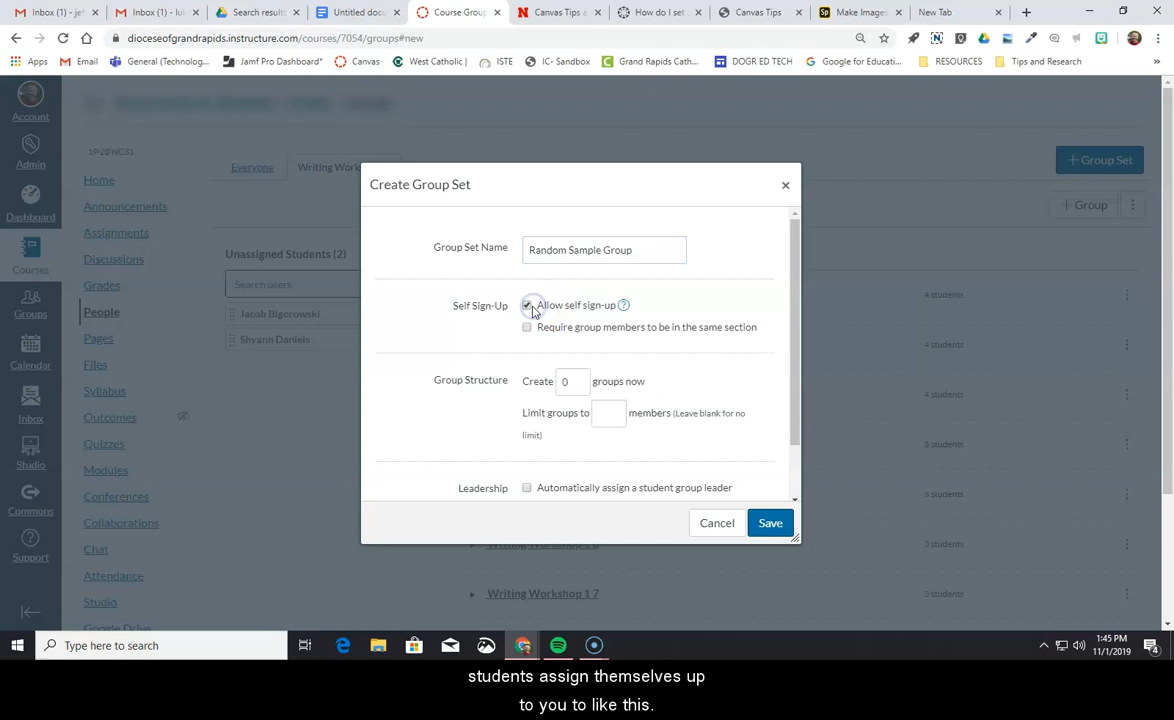 Inbox (1) - jef
Inbox (1) - luk
Search results
Untitled docu
Course Group
Canvas Tips a
How do I set
Canvas Tips
Make Images
New Tab
dioceseofgrandrapids.instructure.com/courses/7054/groups#new
Apps
Email
General (Technolog...
Jamf Pro Dashboard*
Canvas
West Catholic |
ISTE
IC- Sandbox
Grand Rapids Cath...
DOGR ED TECH
Google for Educati...
RESOURCES
Tips and Research
»
Account
Admin
Dashboard
Courses
Groups
Calendar
Inbox
Studio
Commons
Support
1P-20 WC31
Home
Announcements
Assignments
Discussions
Grades
People
Pages
Files
Syllabus
Outcomes
Quizzes
Modules
Conferences
Collaborations
Chat
Attendance
Studio
Google Drive
Everyone
Writing Work
+ Group Set
+ Group
Unassigned Students (2)
Search users
Jacob Bigorowski
Shyann Daniels
4 students
4 students
4 students
3 students
3 students
3 students
Writing Workshop 1 7
3 students
Create Group Set
×
Group Set Name
Random Sample Group
Self Sign-Up
Allow self sign-up ?
Require group members to be in the same section
Group Structure
Create 0 groups now
Limit groups to members (Leave blank for no
limit)
Leadership
Automatically assign a student group leader
Cancel
Save
Type here to search
1:45 PM
11/1/2019
4
students assign themselves up
to you to like this.